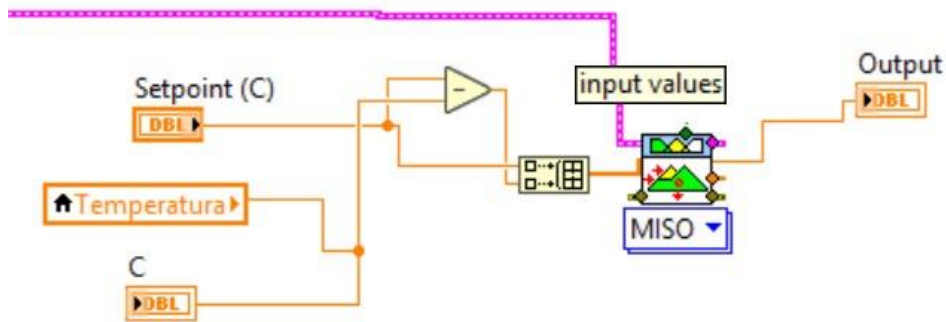 Setpoint (C)
DBL
input values
Output
DBL
Temperatura
MISO
C
DBL